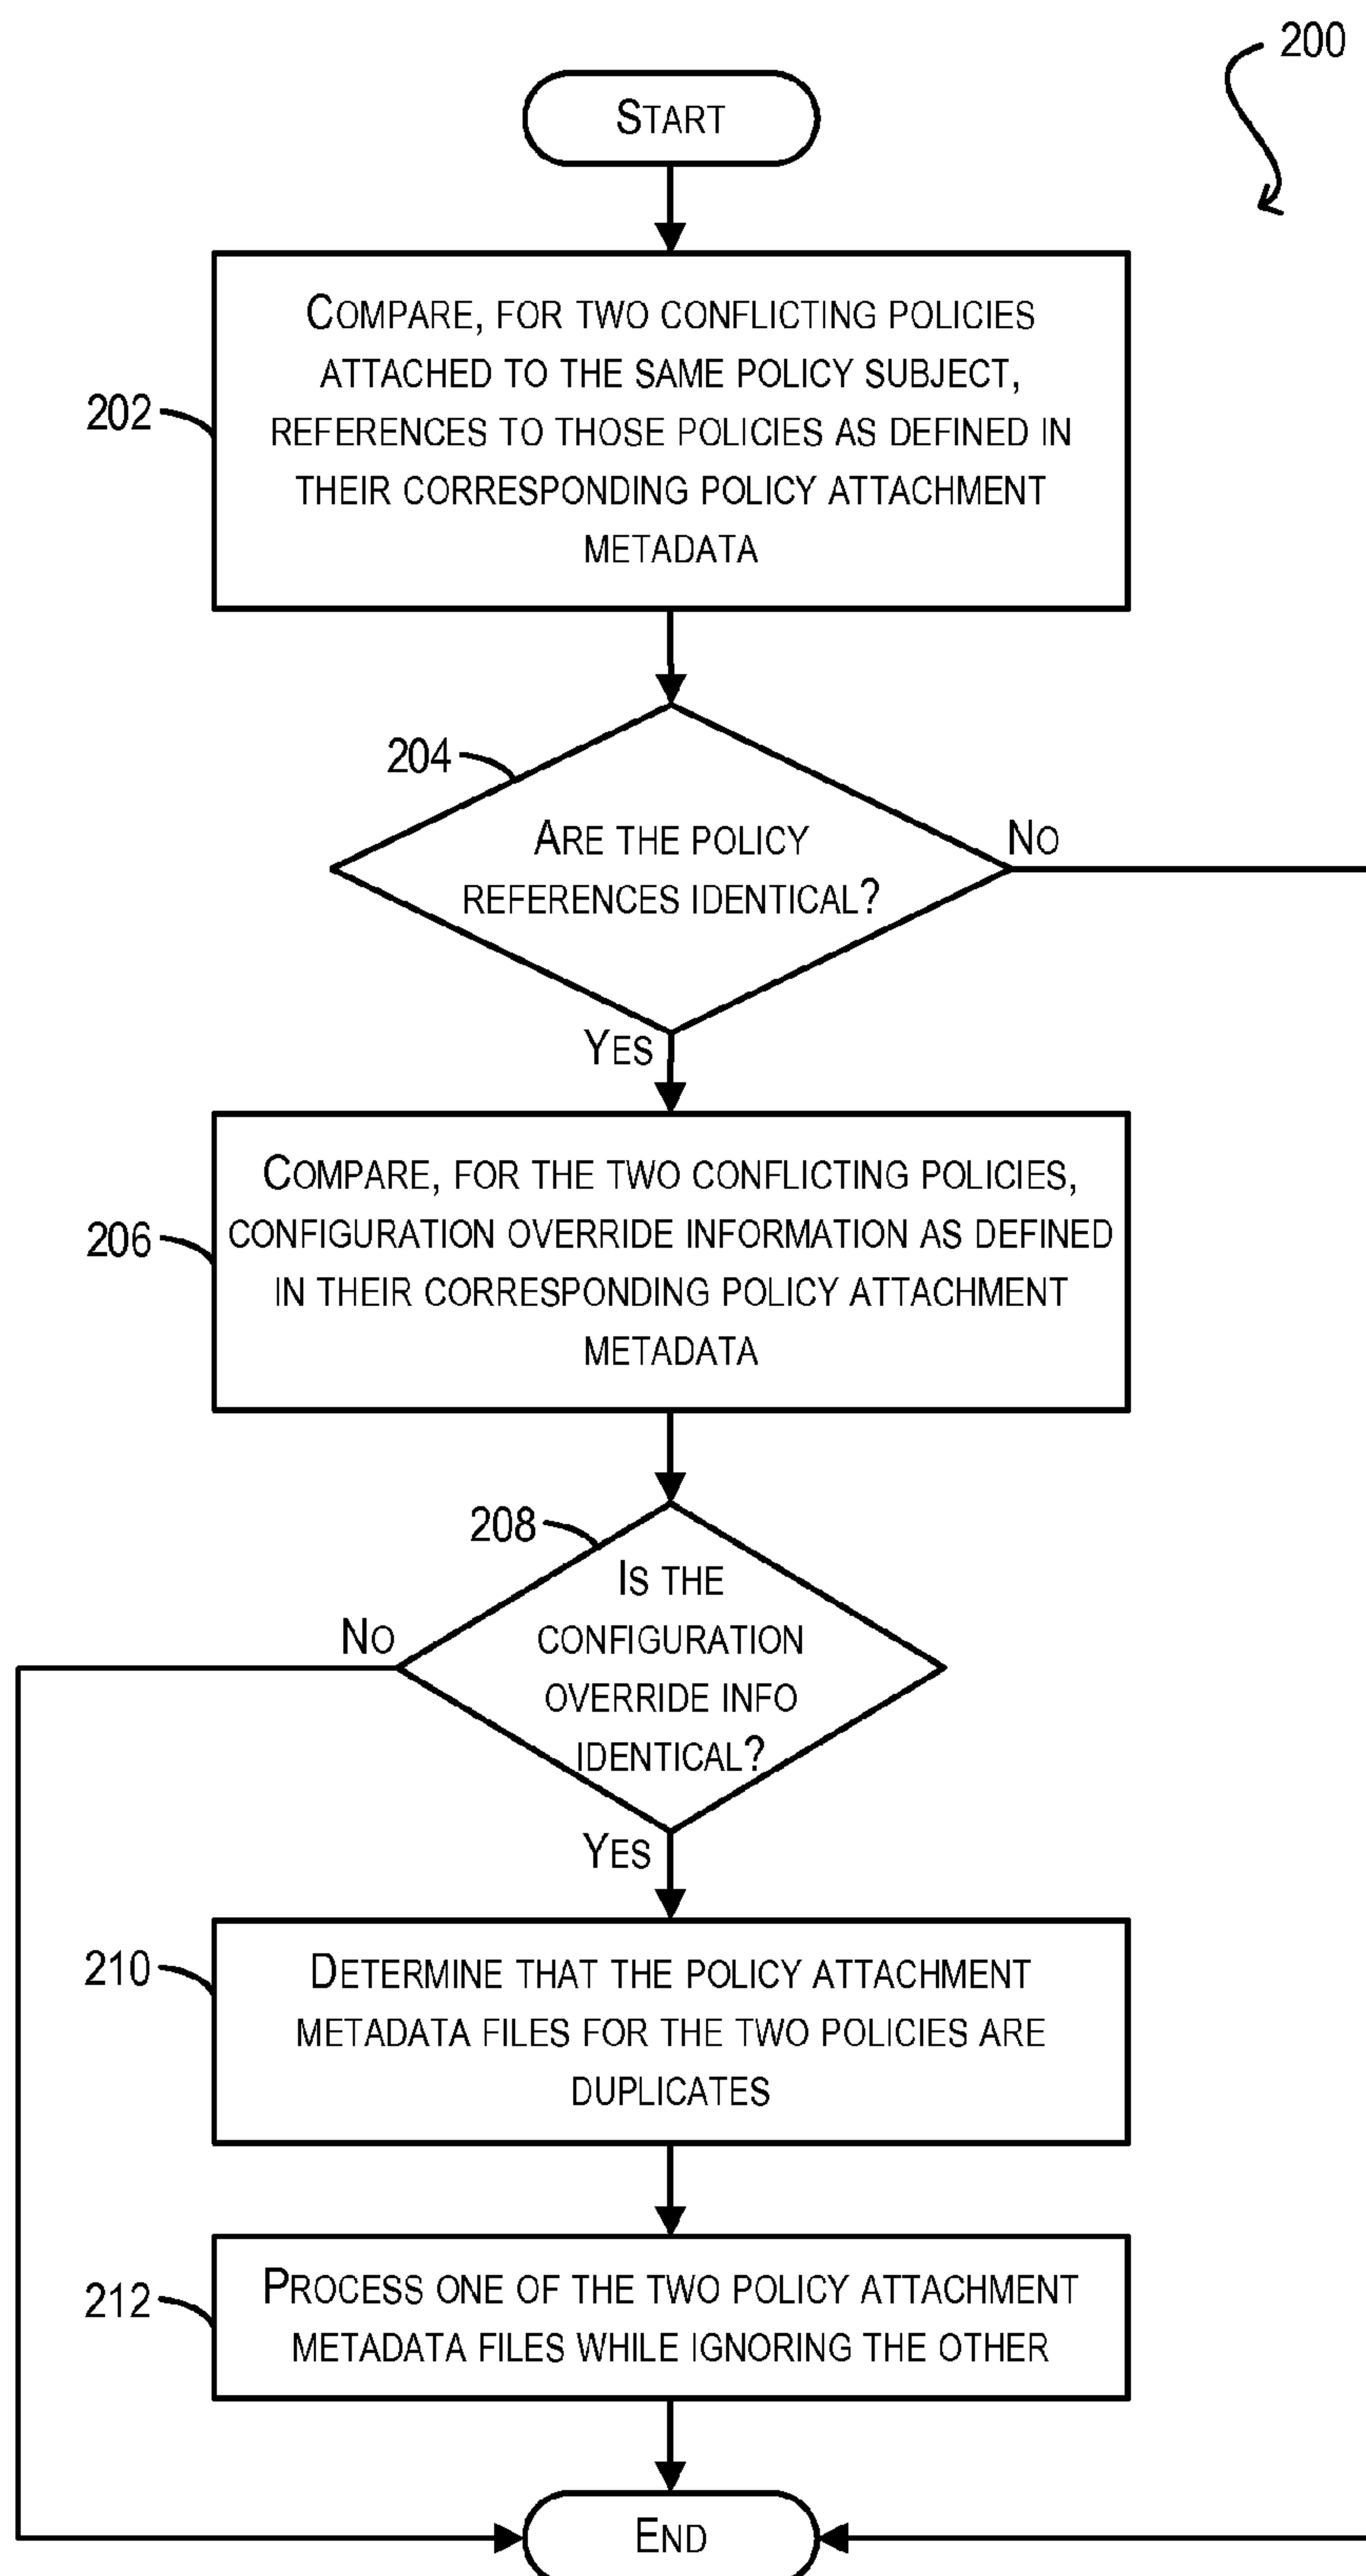 200
START
COMPARE, FOR TWO CONFLICTING POLICIES
ATTACHED TO THE SAME POLICY SUBJECT,
REFERENCES TO THOSE POLICIES AS DEFINED IN
THEIR CORRESPONDING POLICY ATTACHMENT
METADATA
202
204
ARE THE POLICY
REFERENCES IDENTICAL?
NO
YES
COMPARE, FOR THE TWO CONFLICTING POLICIES,
CONFIGURATION OVERRIDE INFORMATION AS DEFINED
IN THEIR CORRESPONDING POLICY ATTACHMENT
METADATA
206
208
IS THE
CONFIGURATION
OVERRIDE INFO
IDENTICAL?
NO
YES
210
DETERMINE THAT THE POLICY ATTACHMENT
METADATA FILES FOR THE TWO POLICIES ARE
DUPLICATES
212
PROCESS ONE OF THE TWO POLICY ATTACHMENT
METADATA FILES WHILE IGNORING THE OTHER
END